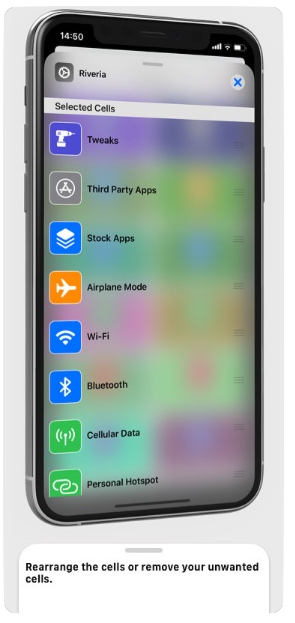 14:50
Riveria
Selected Cells
Tweaks
Third Party Apps
Stock Apps
Airplane Mode
Wi-Fi
Bluetooth
Cellular Data
Personal Hotspot
Rearrange the cells or remove your unwanted
cells.